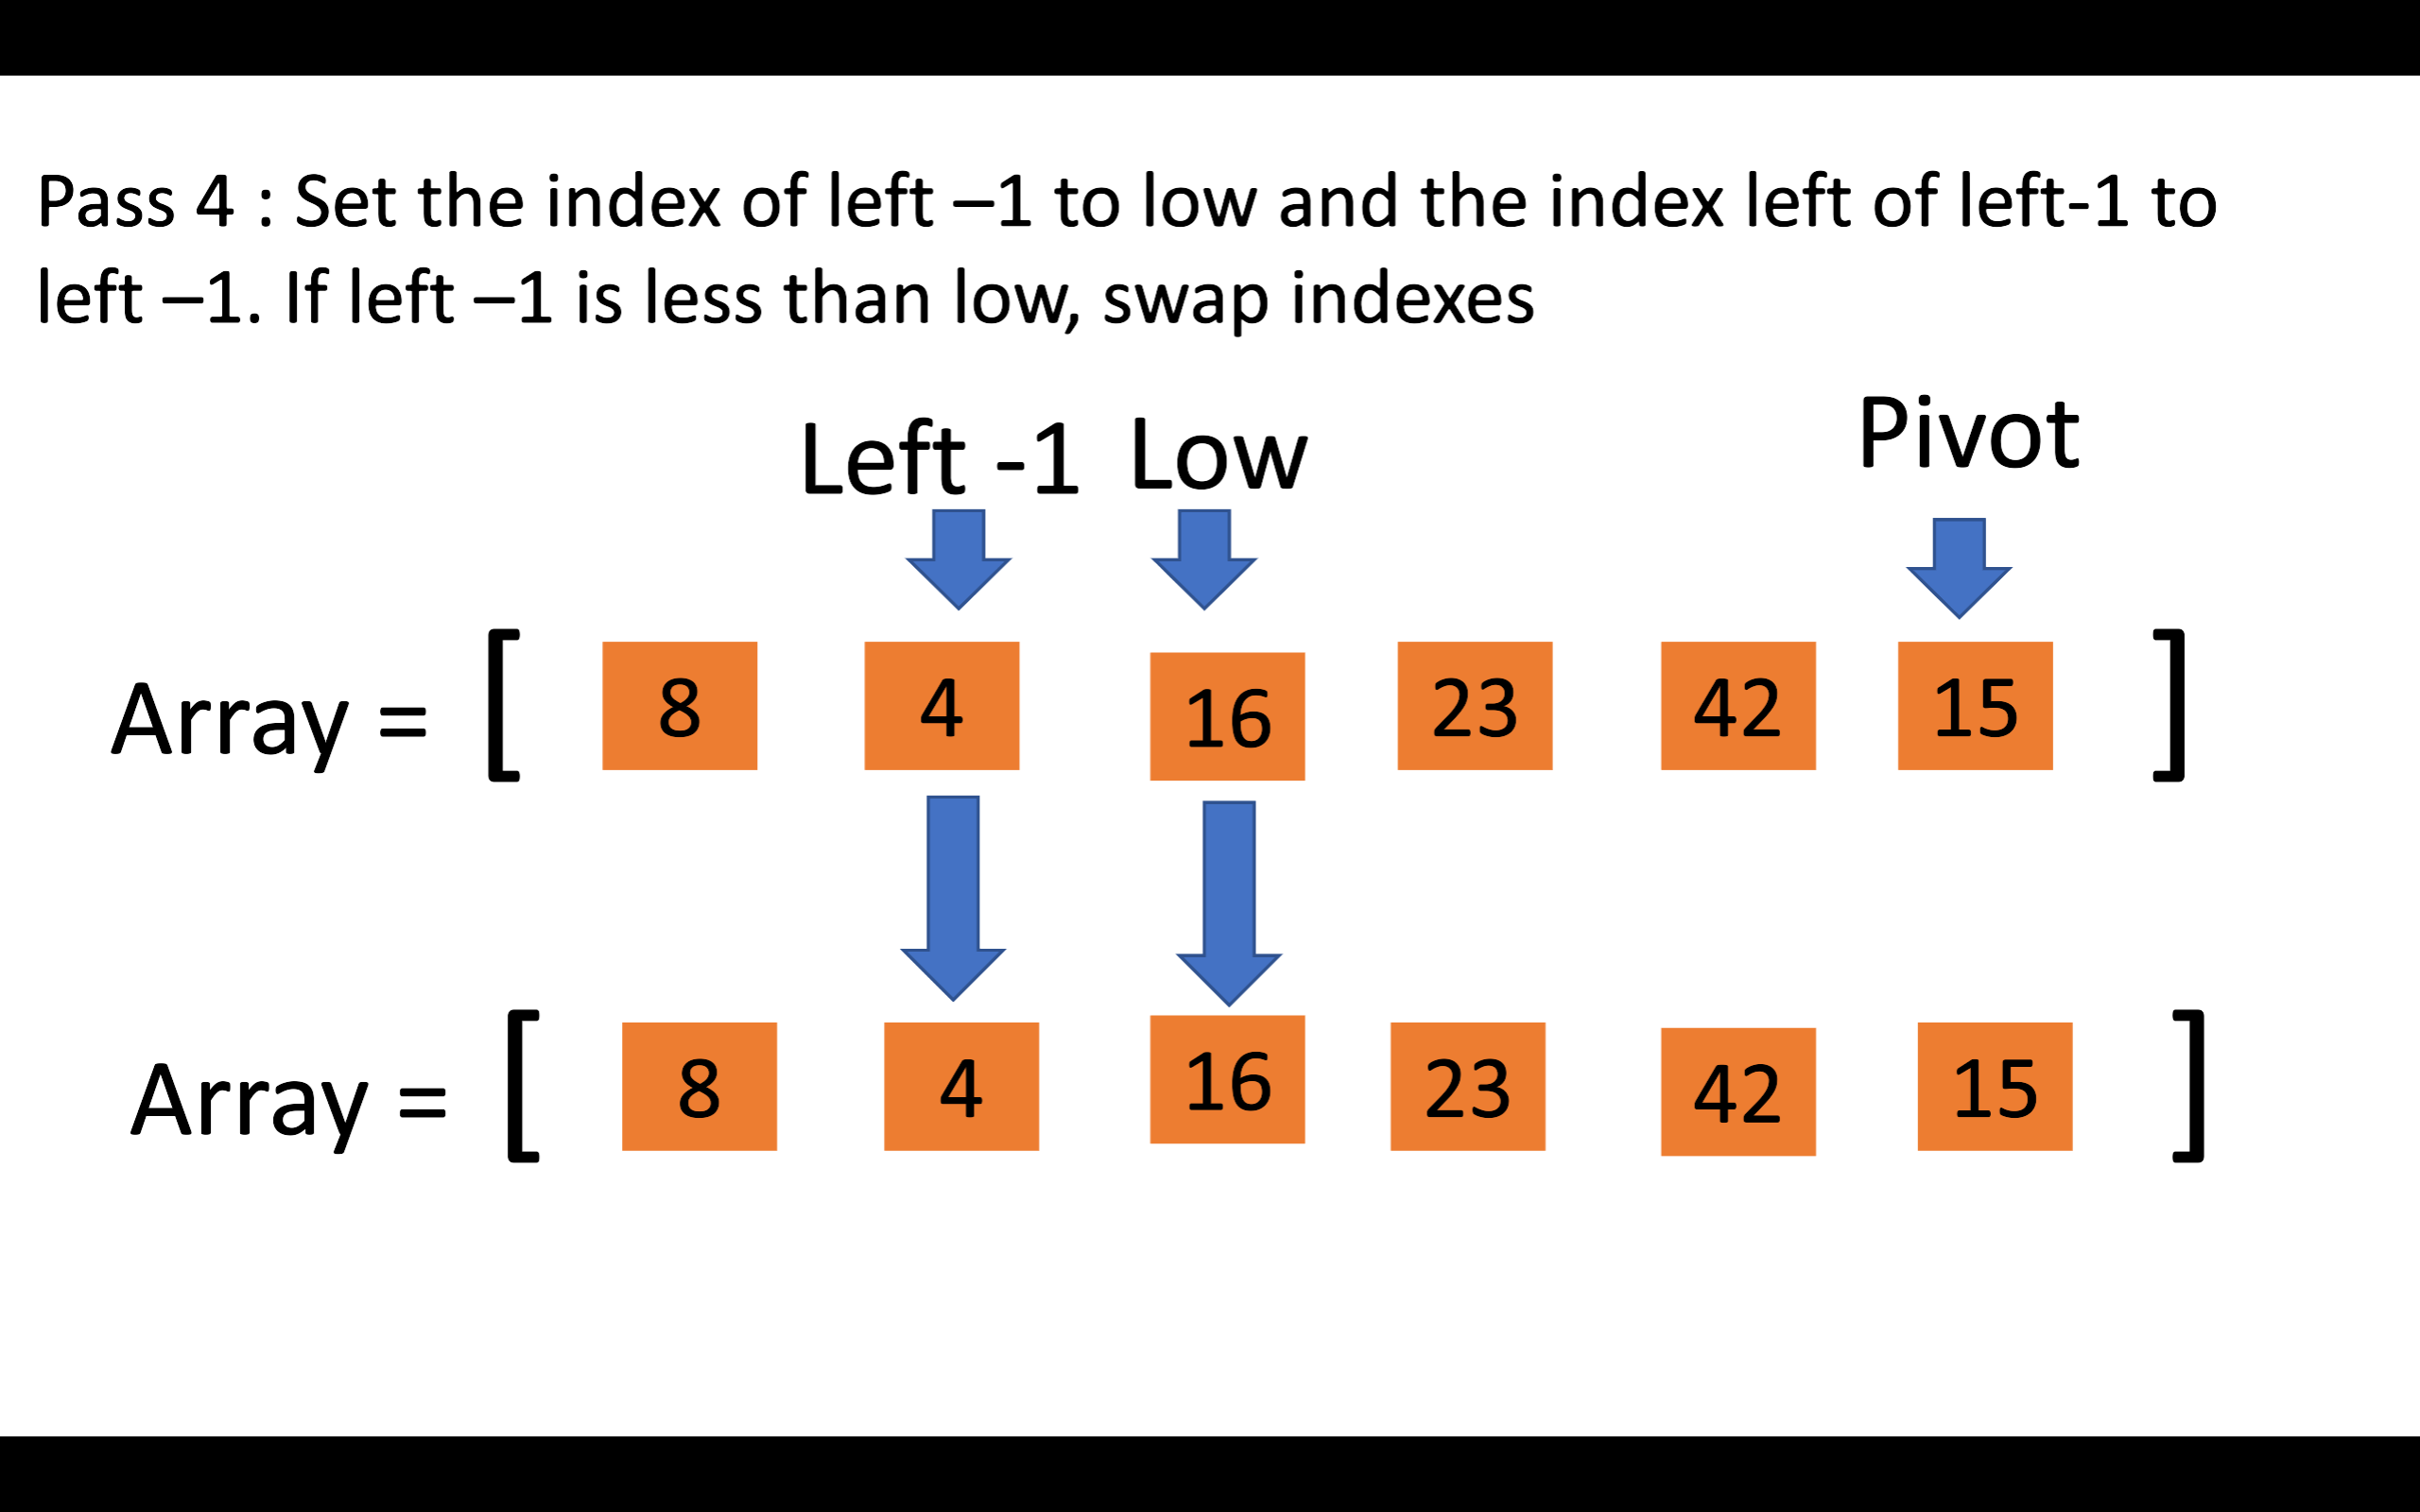 Pass 4 : Set the index of left –1 to low and the index left of left-1 to
left –1. If left –1 is less than low, swap indexes
Left -1 Low Pivot
Array = [ 8 4 16 23 42 15 ]
Array = [ 8 4 16 23 42 15 ]